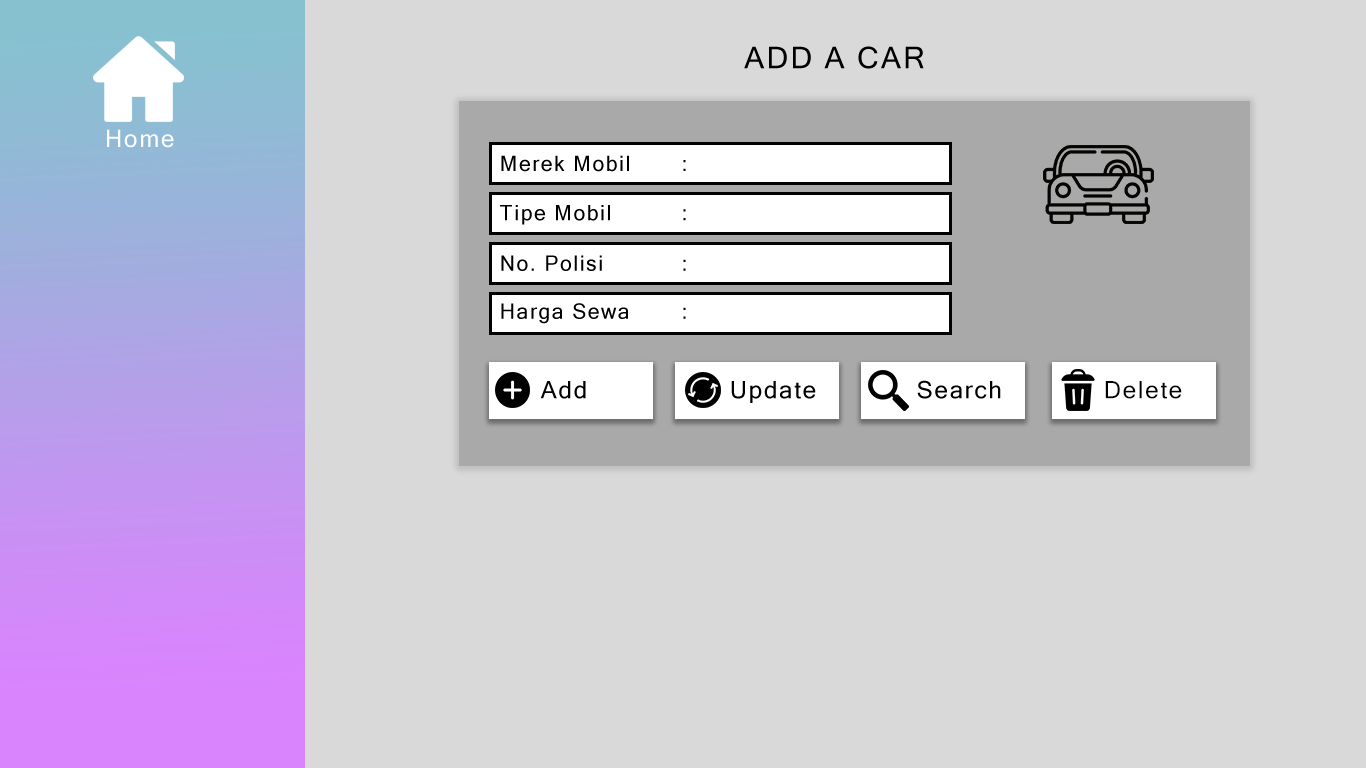 Home
ADD A CAR
Merek Mobil :
Tipe Mobil :
No. Polisi :
Harga Sewa :
Add Update Search Delete